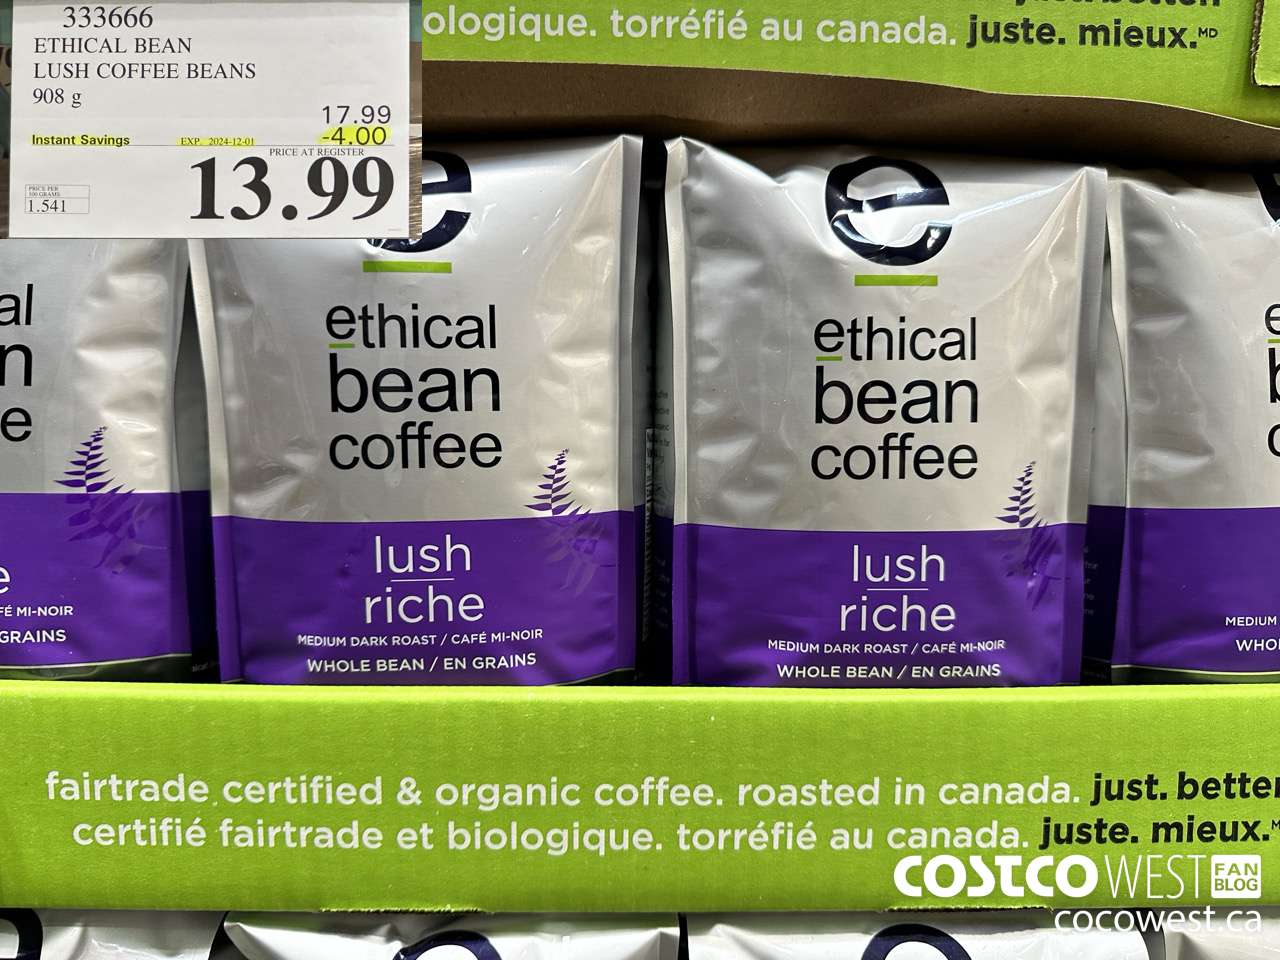 333666
ETHICAL BEAN
LUSH COFFEE BEANS
908 g
17.99
Instant Savings EXP. 2024-12-01 -4.00
PRICE AT REGISTER
13.99
PRICE PER
100 GRAMS
1.541
ologique. torréfié au canada. juste. mieux.MD
e
ethical
bean
coffee
lush
riche
MEDIUM DARK ROAST / CAFÉ MI-NOIR
WHOLE BEAN / EN GRAINS
e
ethical
bean
coffee
lush
riche
MEDIUM DARK ROAST / CAFÉ MI-NOIR
WHOLE BEAN / EN GRAINS
al
n
e
e
FÉ MI-NOIR
GRAINS
MEDIUM
WHO
fairtrade certified & organic coffee. roasted in canada. just. better
certifié fairtrade et biologique. torréfié au canada. juste. mieux.M
COSTCO WEST FAN BLOG
cocowest.ca